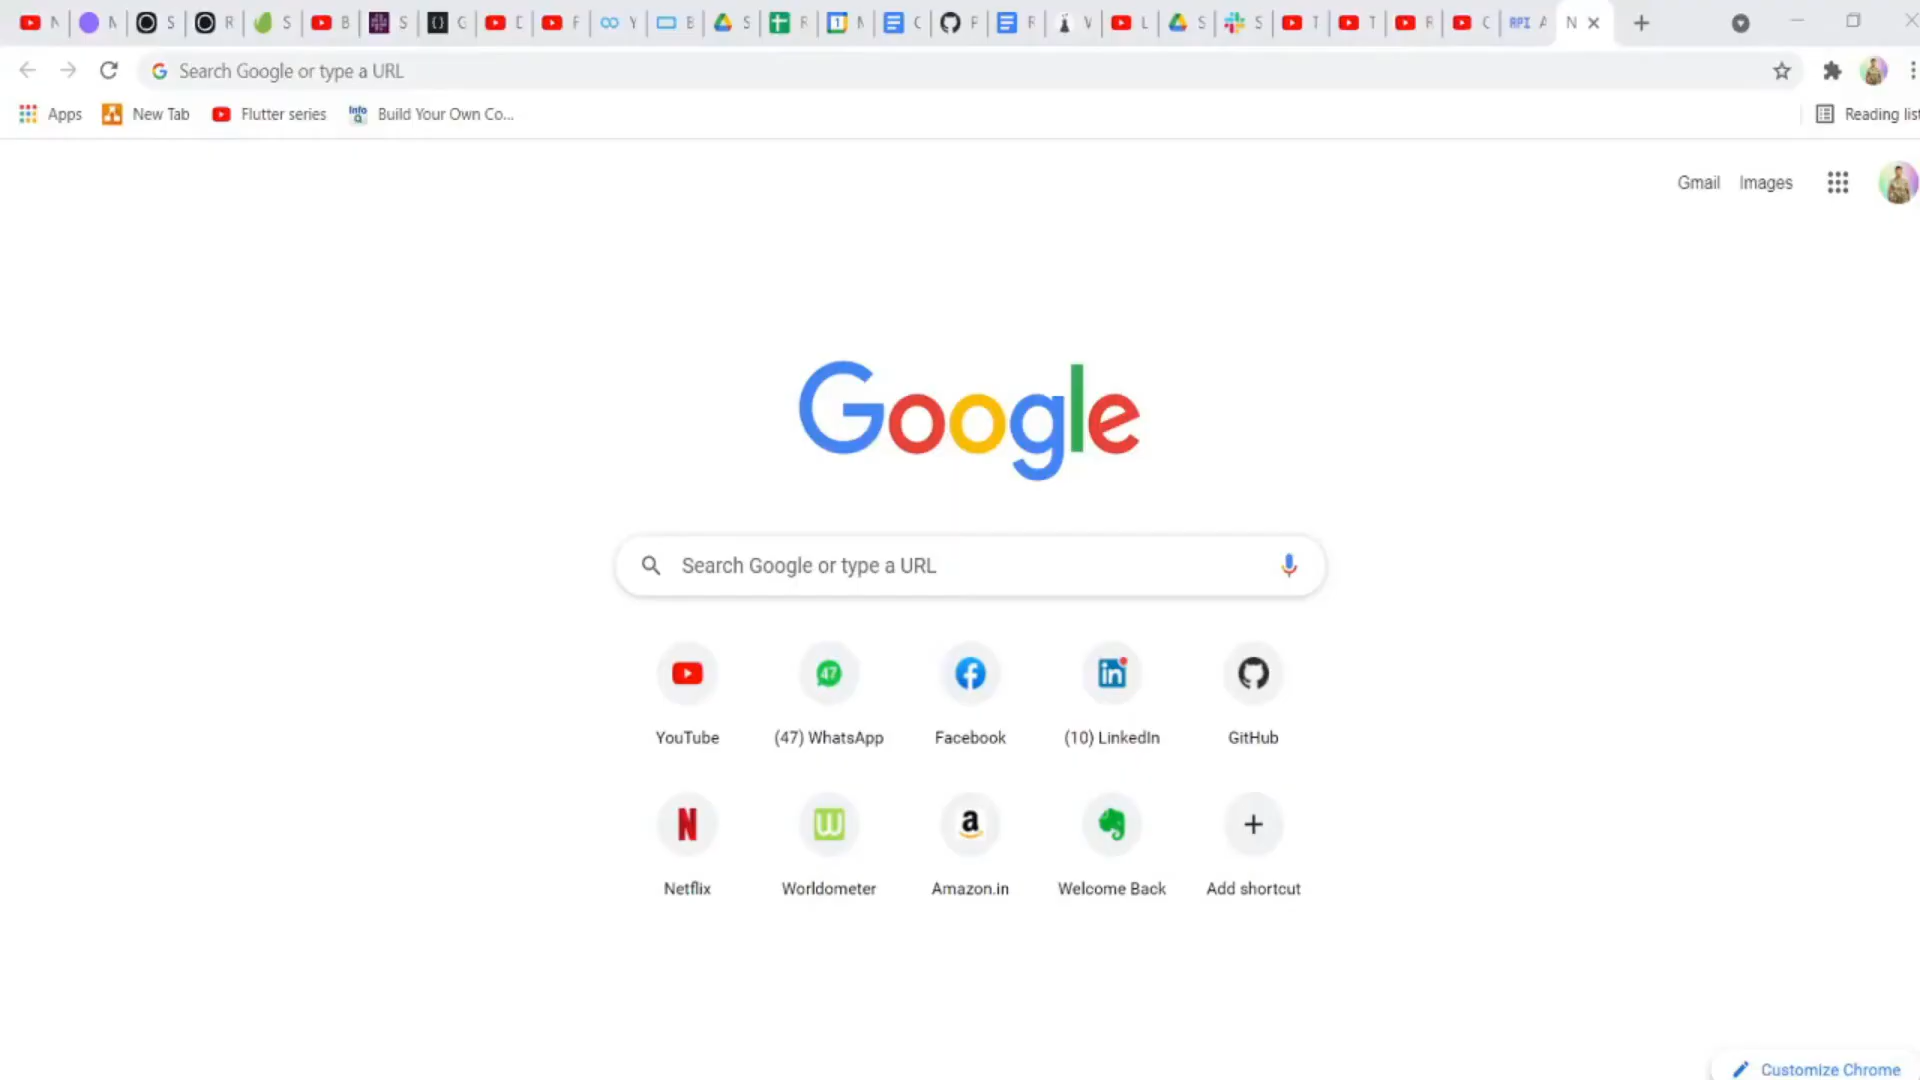 N M S R S B S G D F Y B S R M C F R V L S S T T R C API A N
Search Google or type a URL
Apps New Tab Flutter series Build Your Own Co... Reading list
Gmail Images
Google
Search Google or type a URL
47
YouTube (47) WhatsApp Facebook (10) LinkedIn GitHub
Netflix Worldometer Amazon.in Welcome Back Add shortcut
Customize Chrome